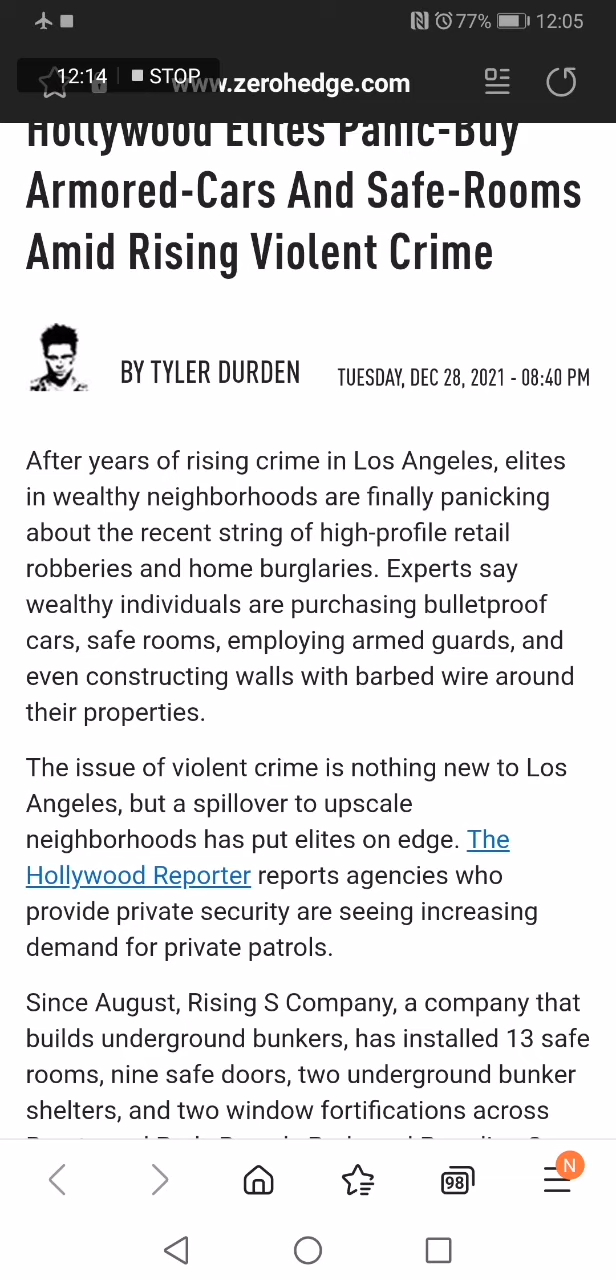 77% 12:05
12:14 STOP www.zerohedge.com
Hollywood Elites Panic-Buy
Armored-Cars And Safe-Rooms
Amid Rising Violent Crime
BY TYLER DURDEN TUESDAY, DEC 28, 2021 - 08:40 PM
After years of rising crime in Los Angeles, elites
in wealthy neighborhoods are finally panicking
about the recent string of high-profile retail
robberies and home burglaries. Experts say
wealthy individuals are purchasing bulletproof
cars, safe rooms, employing armed guards, and
even constructing walls with barbed wire around
their properties.
The issue of violent crime is nothing new to Los
Angeles, but a spillover to upscale
neighborhoods has put elites on edge. The
Hollywood Reporter reports agencies who
provide private security are seeing increasing
demand for private patrols.
Since August, Rising S Company, a company that
builds underground bunkers, has installed 13 safe
rooms, nine safe doors, two underground bunker
shelters, and two window fortifications across
98 N